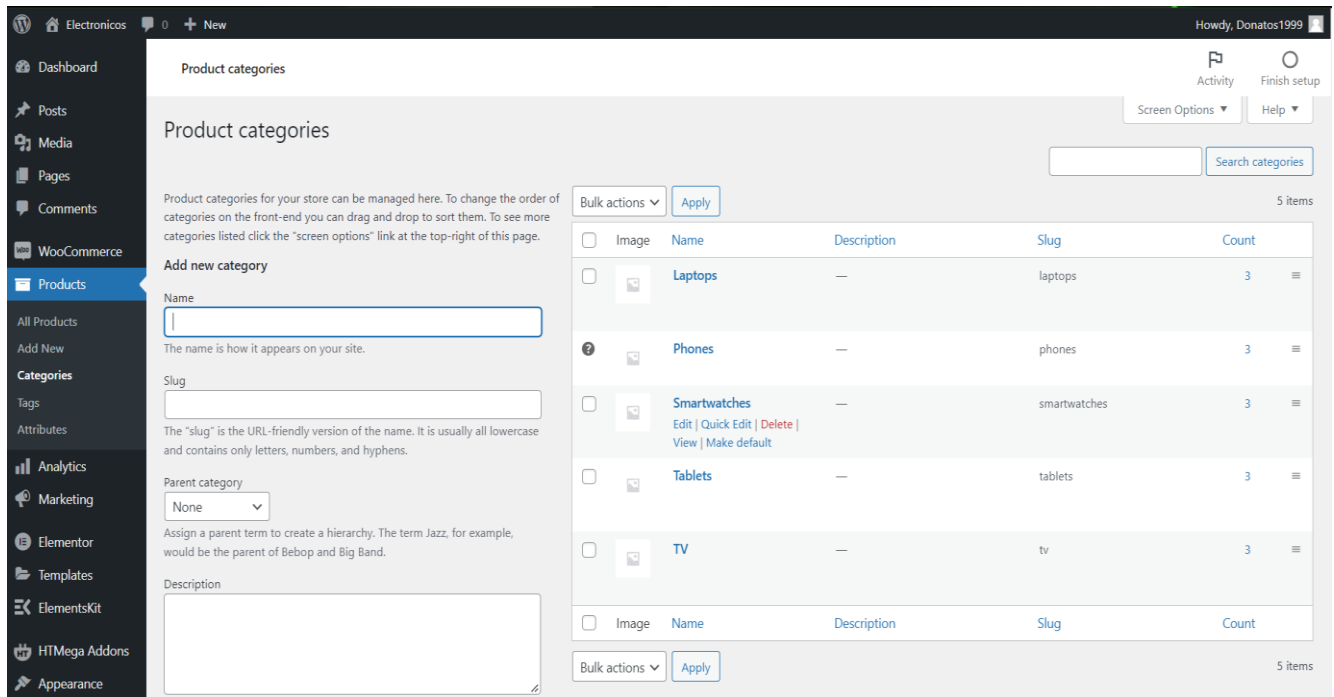 Electronicos 0 New
Howdy, Donatos1999
Dashboard
Posts
Media
Pages
Comments
WooCommerce
Products
All Products
Add New
Categories
Tags
Attributes
Analytics
Marketing
Elementor
Templates
ElementsKit
HTMega Addons
Appearance
Product categories
Activity
Finish setup
Screen Options ▼
Help ▼
Product categories
Search categories
Product categories for your store can be managed here. To change the order of
categories on the front-end you can drag and drop to sort them. To see more
categories listed click the "screen options" link at the top-right of this page.
Add new category
Name
The name is how it appears on your site.
Slug
The "slug" is the URL-friendly version of the name. It is usually all lowercase
and contains only letters, numbers, and hyphens.
Parent category
None
Assign a parent term to create a hierarchy. The term Jazz, for example,
would be the parent of Bebop and Big Band.
Description
Bulk actions Apply 5 items
Image Name Description Slug Count
Laptops — laptops 3
Phones — phones 3
Smartwatches — smartwatches 3
Edit | Quick Edit | Delete |
View | Make default
Tablets — tablets 3
TV — tv 3
Image Name Description Slug Count
Bulk actions Apply 5 items